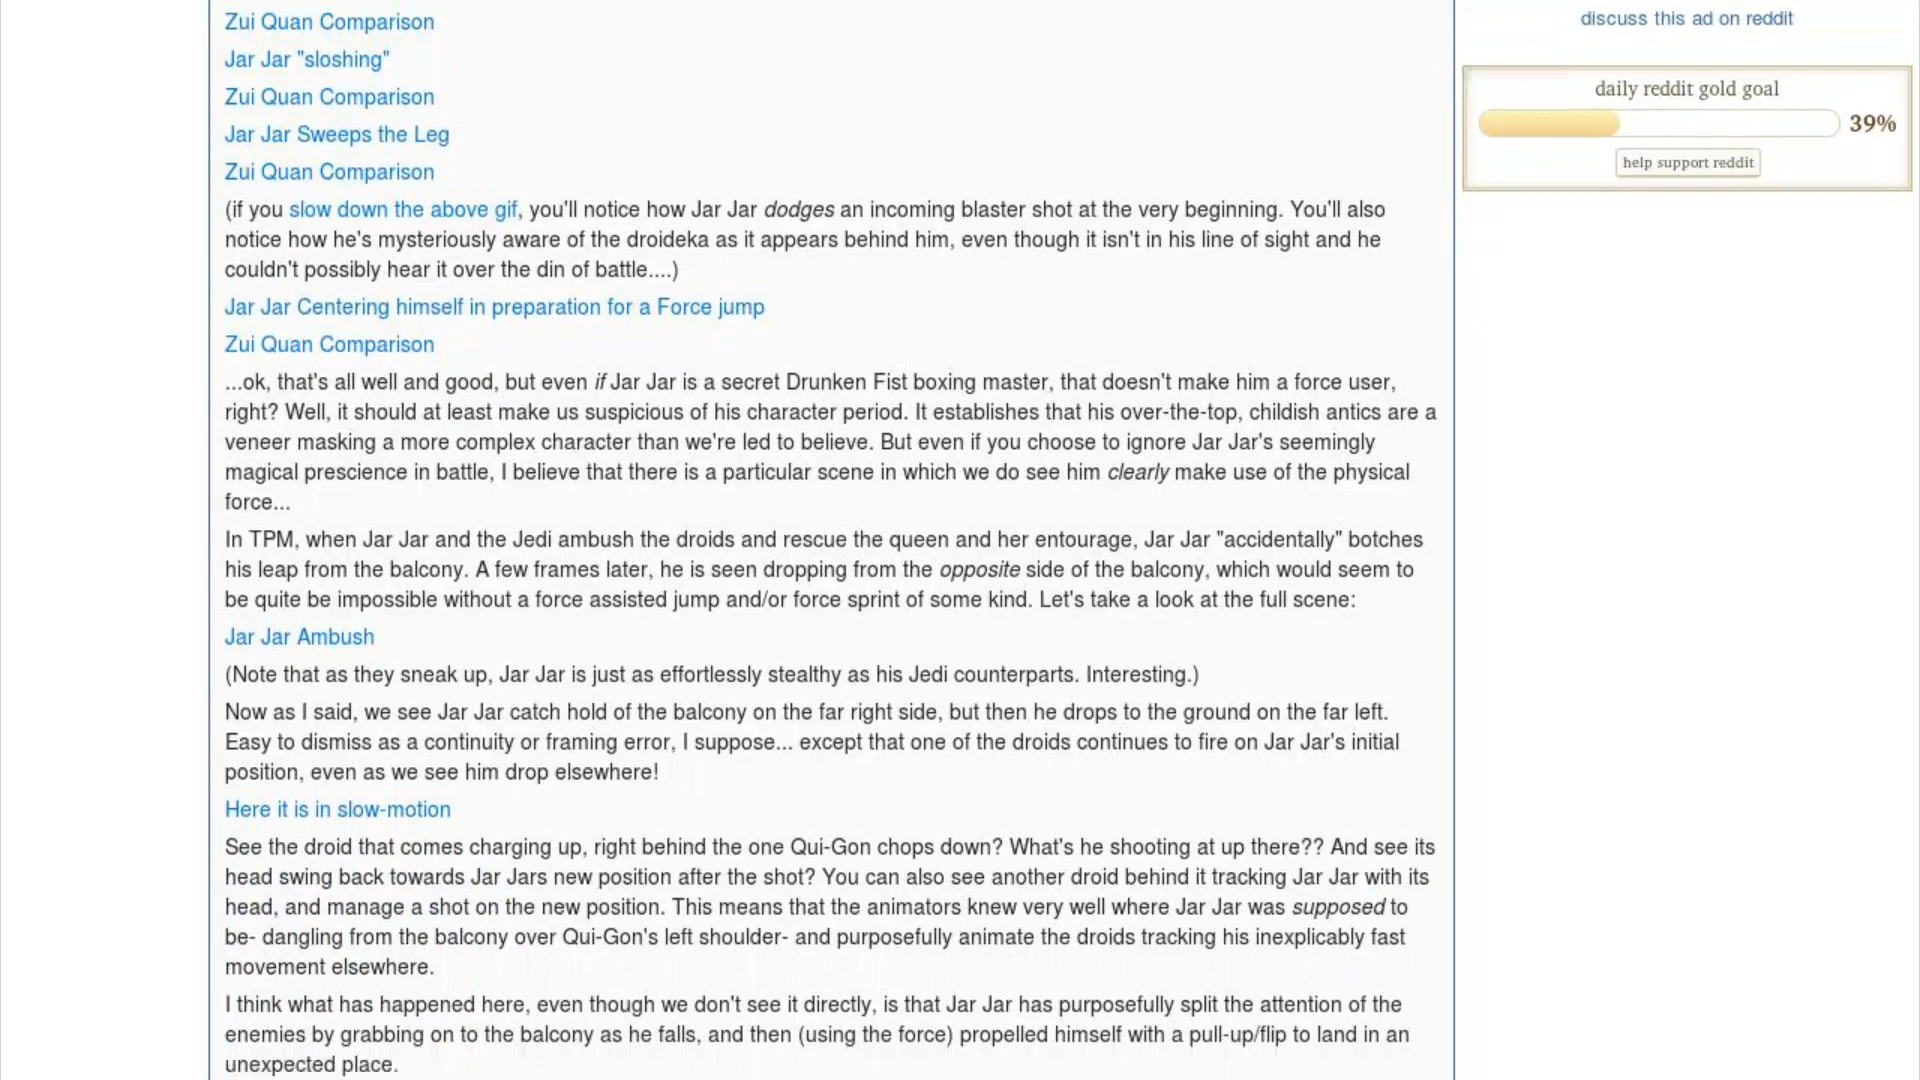 Zui Quan Comparison
Jar Jar "sloshing"
Zui Quan Comparison
Jar Jar Sweeps the Leg
Zui Quan Comparison
(if you slow down the above gif, you'll notice how Jar Jar dodges an incoming blaster shot at the very beginning. You'll also
notice how he's mysteriously aware of the droideka as it appears behind him, even though it isn't in his line of sight and he
couldn't possibly hear it over the din of battle....)
Jar Jar Centering himself in preparation for a Force jump
Zui Quan Comparison
...ok, that's all well and good, but even if Jar Jar is a secret Drunken Fist boxing master, that doesn't make him a force user,
right? Well, it should at least make us suspicious of his character period. It establishes that his over-the-top, childish antics are a
veneer masking a more complex character than we're led to believe. But even if you choose to ignore Jar Jar's seemingly
magical prescience in battle, I believe that there is a particular scene in which we do see him clearly make use of the physical
force...
In TPM, when Jar Jar and the Jedi ambush the droids and rescue the queen and her entourage, Jar Jar "accidentally" botches
his leap from the balcony. A few frames later, he is seen dropping from the opposite side of the balcony, which would seem to
be quite be impossible without a force assisted jump and/or force sprint of some kind. Let's take a look at the full scene:
Jar Jar Ambush
(Note that as they sneak up, Jar Jar is just as effortlessly stealthy as his Jedi counterparts. Interesting.)
Now as I said, we see Jar Jar catch hold of the balcony on the far right side, but then he drops to the ground on the far left.
Easy to dismiss as a continuity or framing error, I suppose... except that one of the droids continues to fire on Jar Jar's initial
position, even as we see him drop elsewhere!
Here it is in slow-motion
See the droid that comes charging up, right behind the one Qui-Gon chops down? What's he shooting at up there?? And see its
head swing back towards Jar Jars new position after the shot? You can also see another droid behind it tracking Jar Jar with its
head, and manage a shot on the new position. This means that the animators knew very well where Jar Jar was supposed to
be- dangling from the balcony over Qui-Gon's left shoulder- and purposefully animate the droids tracking his inexplicably fast
movement elsewhere.
I think what has happened here, even though we don't see it directly, is that Jar Jar has purposefully split the attention of the
enemies by grabbing on to the balcony as he falls, and then (using the force) propelled himself with a pull-up/flip to land in an
unexpected place.
discuss this ad on reddit
daily reddit gold goal
39%
help support reddit